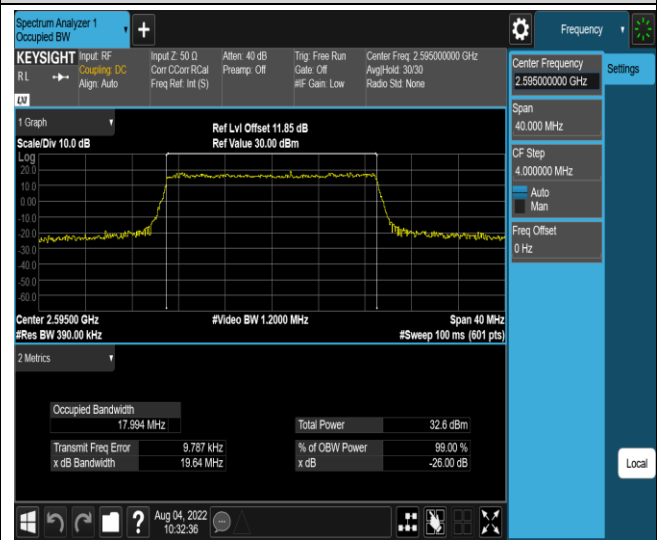 Spectrum Analyzer 1
Occupied BW
Frequency
KEYSIGHT
R L
LXI
Input: RF
Coupling: DC
Align: Auto
Input Z: 50 Ω
Corr CCorr RCal
Freq Ref: Int (S)
Atten: 40 dB
Preamp: Off
Trig: Free Run
Gate: Off
#IF Gain: Low
Center Freq: 2.595000000 GHz
Avg|Hold: 30/30
Radio Std: None
Center Frequency
2.595000000 GHz
Settings
Span
40.000 MHz
CF Step
4.000000 MHz
Auto
Man
Freq Offset
0 Hz
1 Graph
Scale/Div 10.0 dB
Ref Lvl Offset 11.85 dB
Ref Value 30.00 dBm
Log
20.0
10.0
0.00
-10.0
-20.0
-30.0
-40.0
-50.0
-60.0
Center 2.59500 GHz
#Res BW 390.00 kHz
#Video BW 1.2000 MHz
Span 40 MHz
#Sweep 100 ms (601 pts)
2 Metrics
Occupied Bandwidth
17.994 MHz
Total Power 32.6 dBm
Transmit Freq Error 9.787 kHz
% of OBW Power 99.00 %
x dB Bandwidth 19.64 MHz
x dB -26.00 dB
Local
?
Aug 04, 2022
10:32:36